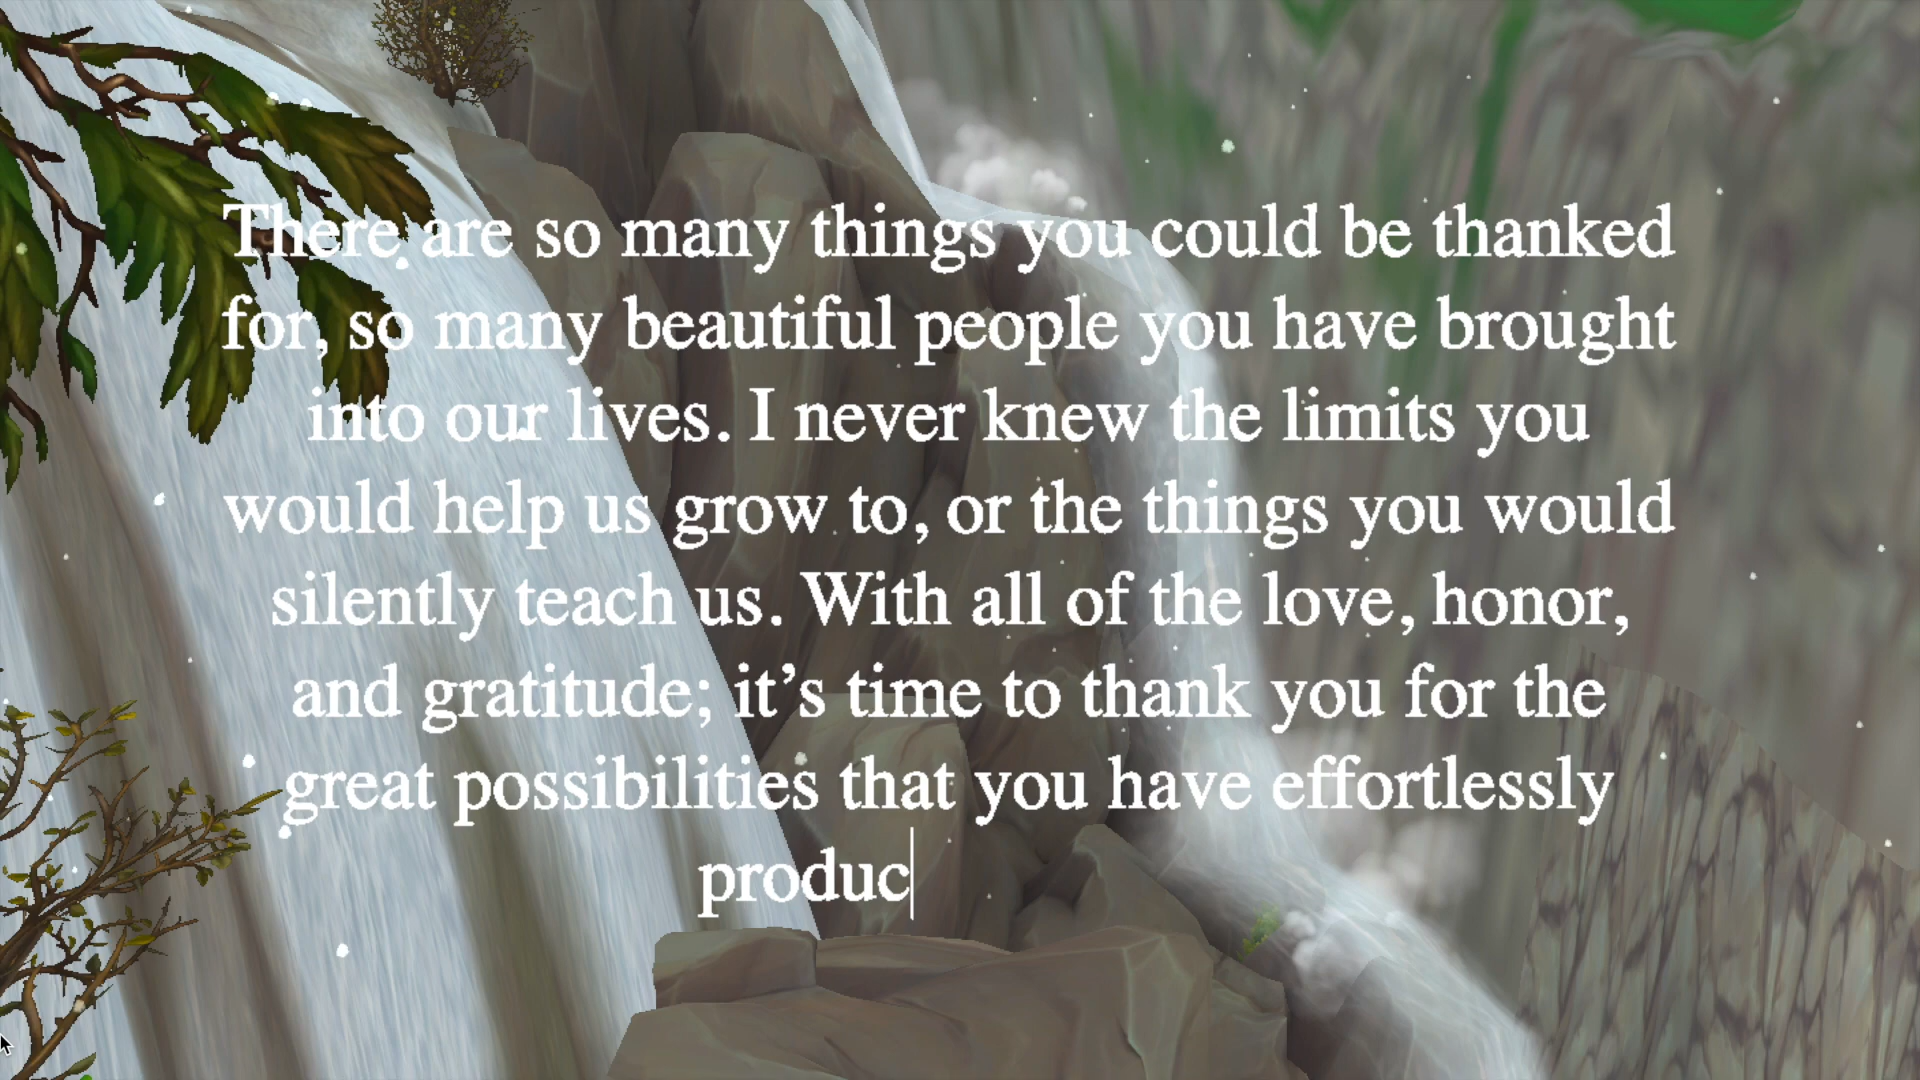 There are so many things you could be thanked
for, so many beautiful people you have brought
into our lives. I never knew the limits you
would help us grow to, or the things you would
silently teach us. With all of the love, honor,
and gratitude; it’s time to thank you for the
great possibilities that you have effortlessly
produc